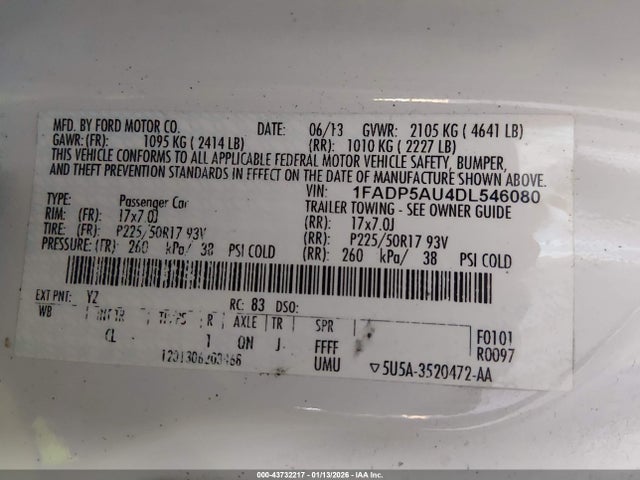 MFD. BY FORD MOTOR CO. DATE: 06/13 GVWR: 2105 KG ( 4641 LB)
GAWR:(FR): 1095 KG ( 2414 LB) (RR): 1010 KG ( 2227 LB)
THIS VEHICLE CONFORMS TO ALL APPLICABLE FEDERAL MOTOR VEHICLE SAFETY, BUMPER,
AND THEFT PREVENTION STANDARDS IN EFFECT ON THE DATE OF MANUFACTURE SHOWN ABOVE.
VIN: 1FADP5AU4DL546080
TYPE: Passenger Car TRAILER TOWING - SEE OWNER GUIDE
RIM: (FR): 17x7.0J (RR): 17x7.0J
TIRE: (FR): P225/50R17 93V (RR): P225/50R17 93V
PRESSURE: (FR): 260 kPa/ 38 PSI COLD (RR): 260 kPa/ 38 PSI COLD
EXT PNT: YZ RC: 83 DSO:
WB INT TR TP/PS R AXLE TR SPR F0101
CL 1 ON J FFFF R0097
UMU ▽5U5A-3520472-AA
000-43732217 - 01/13/2026 - IAA Inc.